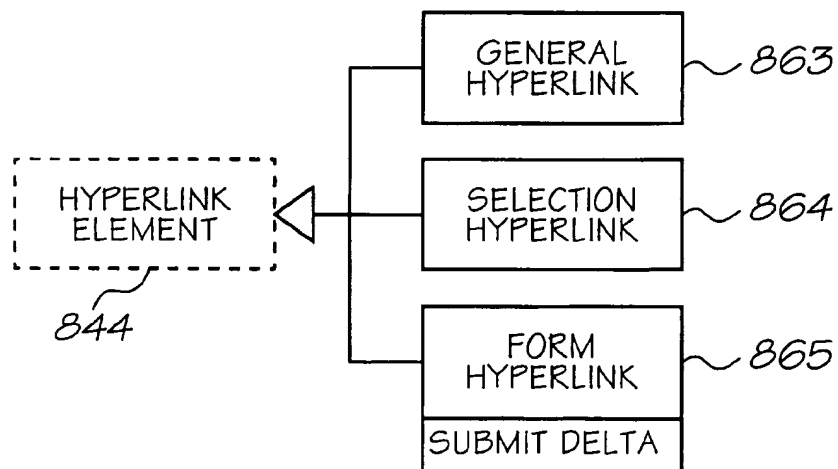 GENERAL
HYPERLINK
863
HYPERLINK
ELEMENT
844
SELECTION
HYPERLINK
864
FORM
HYPERLINK
865
SUBMIT DELTA